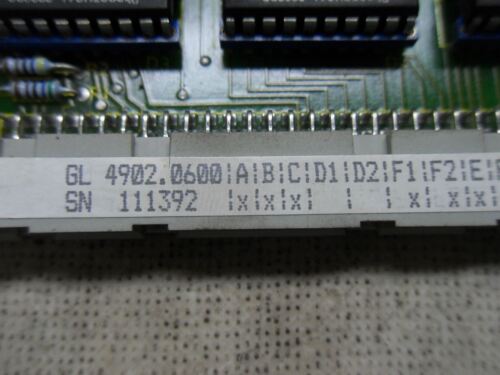 GL 4902.0600|A|B|C|D1|D2|F1|F2|E|
SN 111392 |x|x|x| | | x| x|x|